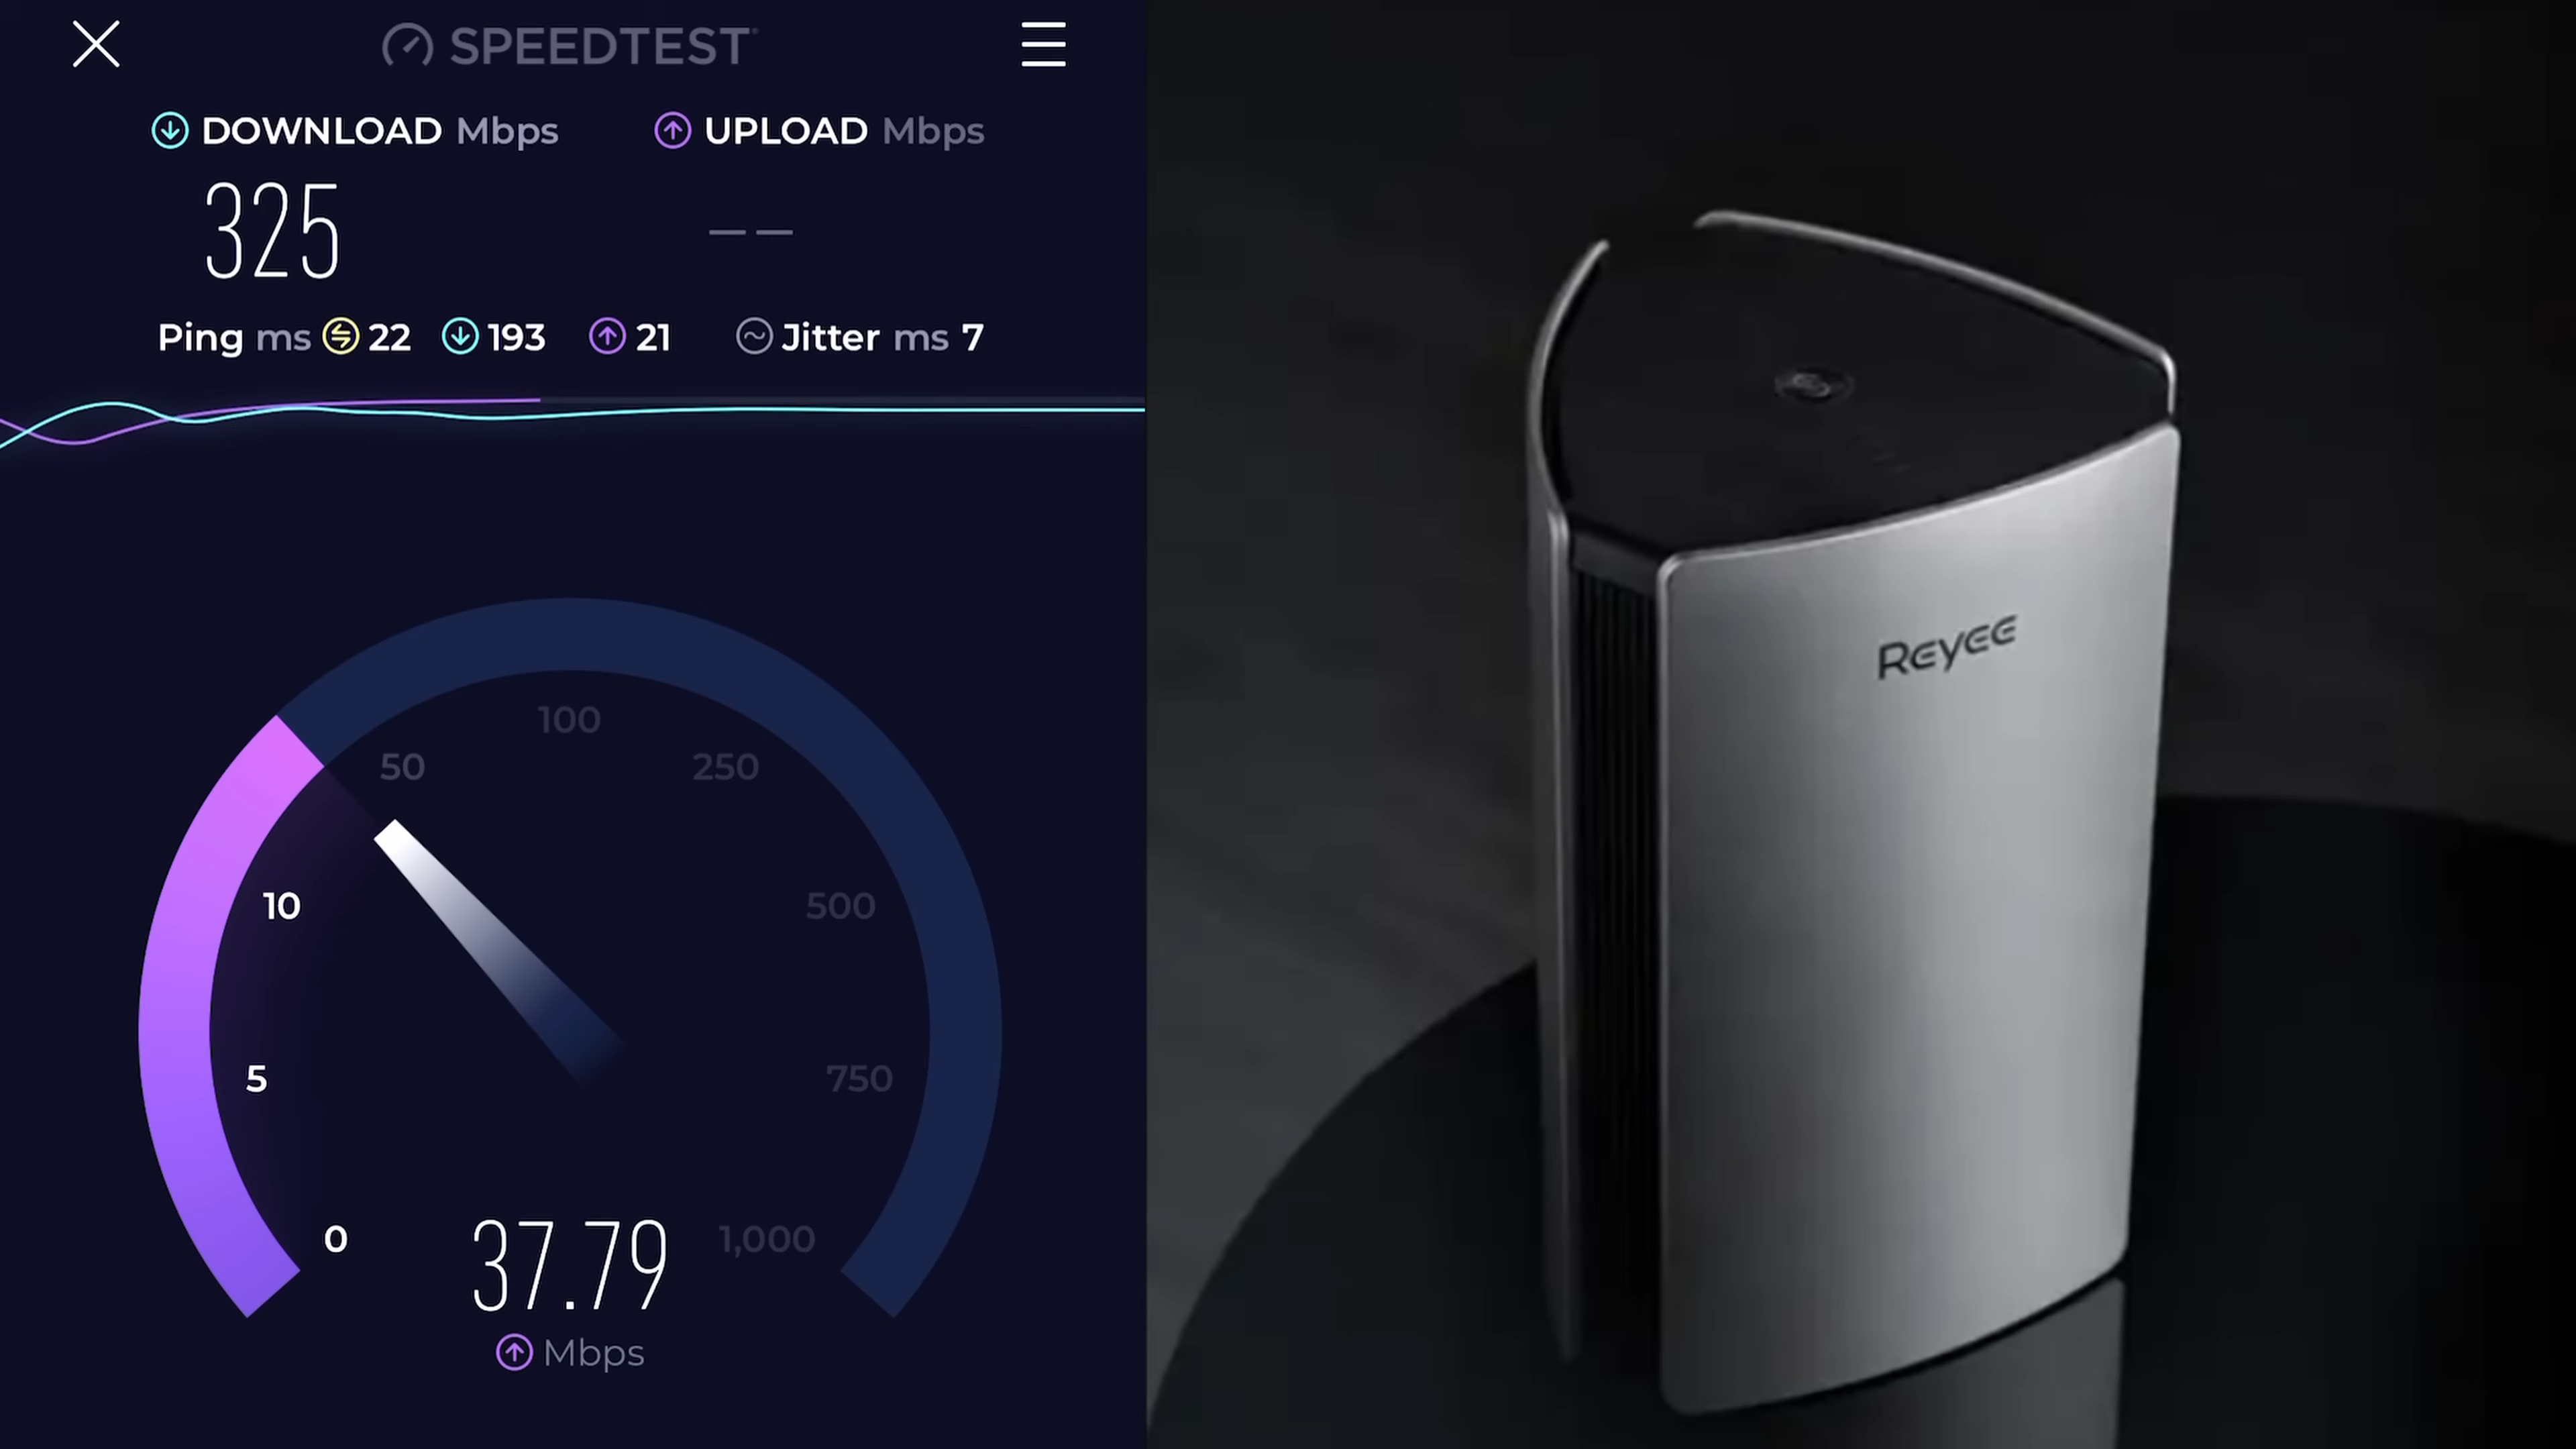 SPEEDTEST
DOWNLOAD Mbps
UPLOAD Mbps
325
— —
Ping ms 22 193 21 Jitter ms 7
100
50
250
10
500
5
750
0
1,000
37.79
Mbps
Reyee